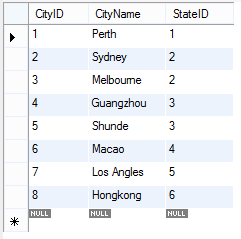 CityID CityName StateID
1 Perth 1
2 Sydney 2
3 Melbourne 2
4 Guangzhou 3
5 Shunde 3
6 Macao 4
7 Los Angles 5
8 Hongkong 6
NULL NULL NULL